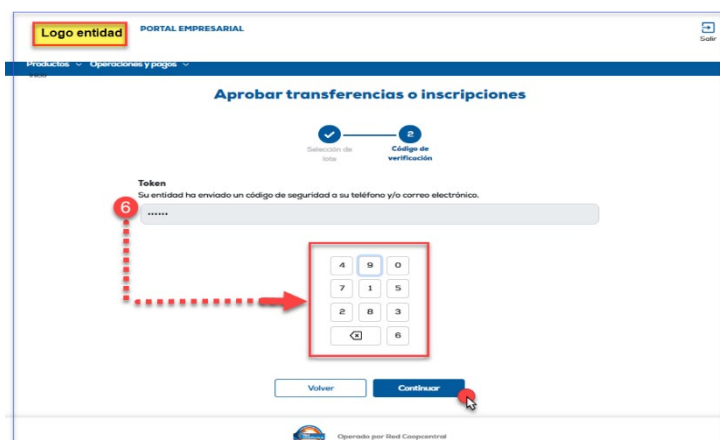 Logo entidad
PORTAL EMPRESARIAL
Salir
Productos Operaciones y pagos
Inicio
Aprobar transferencias o inscripciones
2
Selección de lote
Código de verificación
Token
Su entidad ha enviado un código de seguridad a su teléfono y/o correo electrónico.
6
······
4 9 0
7 1 5
2 8 3
6
Volver Continuar
Operado por Red Coopcentral